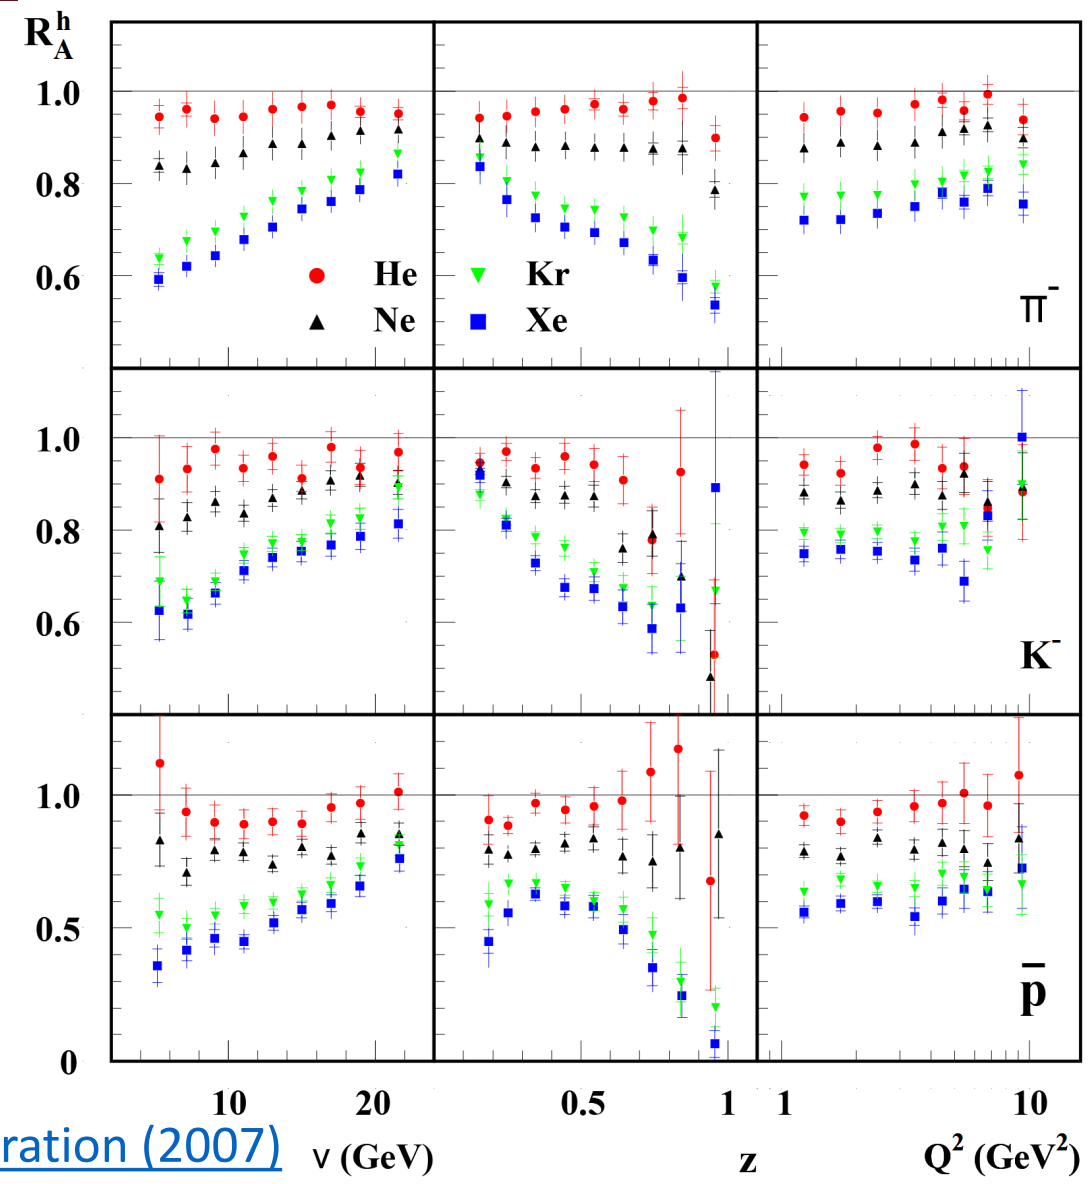 R_A^h
1.0
0.8
0.6
He
Kr
Ne
Xe
π⁻
1.0
0.8
0.6
K⁻
1.0
0.5
0
p̄
10 20 0.5 1 1 10
ration (2007) ν (GeV) z Q² (GeV²)